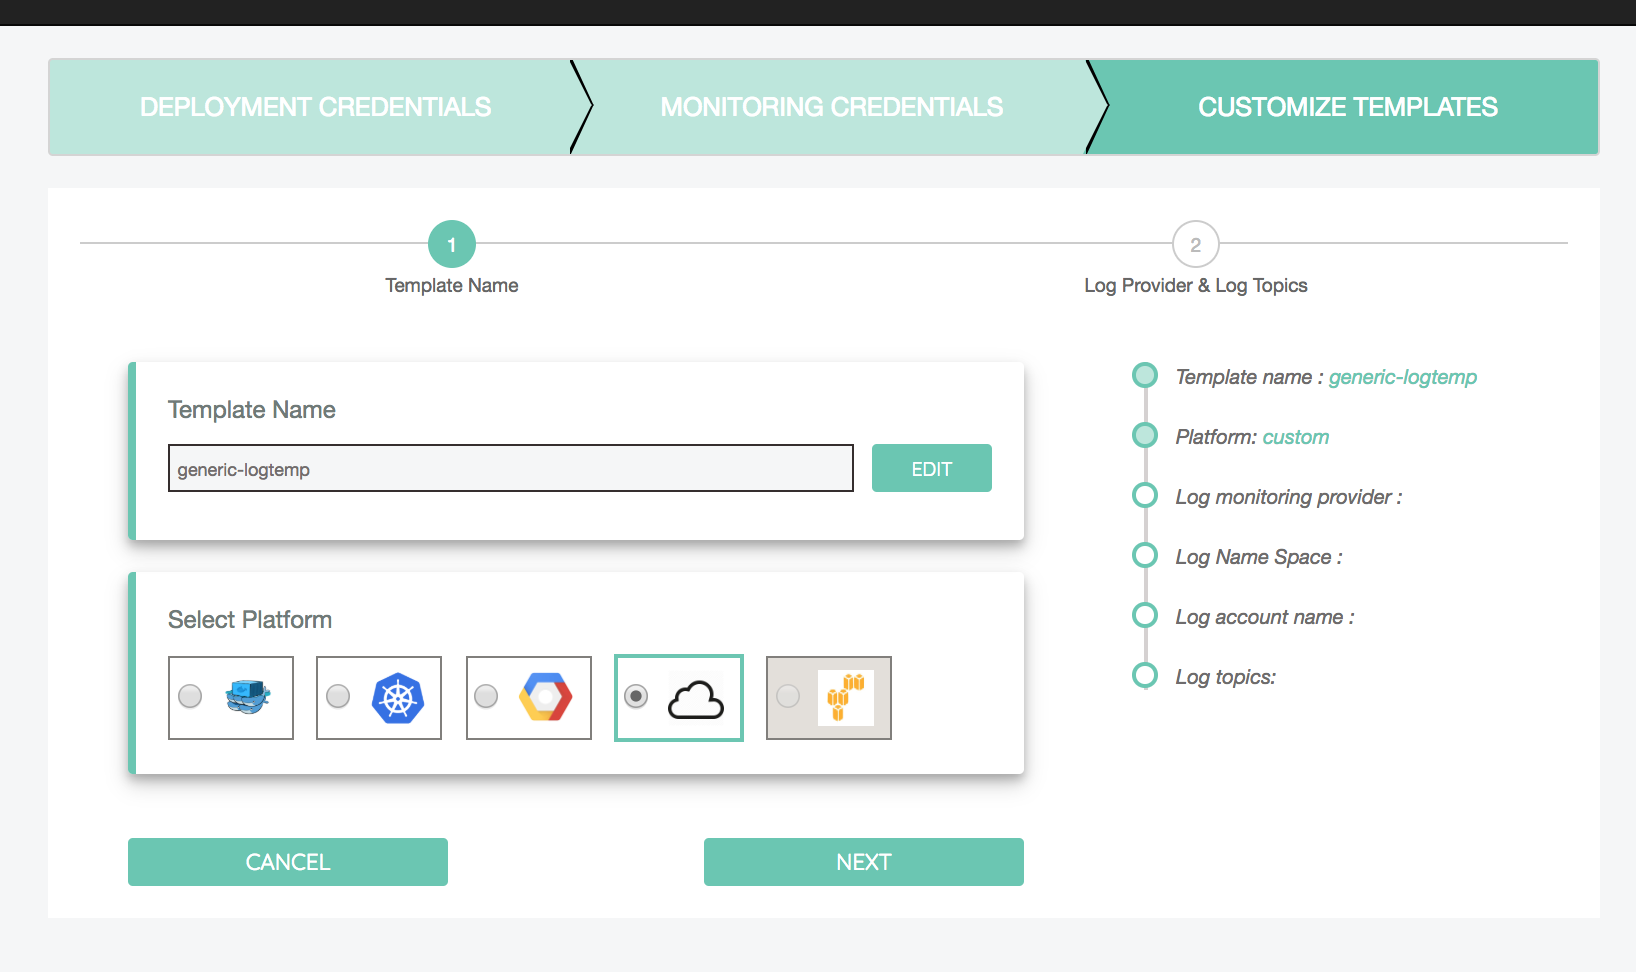 DEPLOYMENT CREDENTIALS
MONITORING CREDENTIALS
CUSTOMIZE TEMPLATES
1
2
Template Name
Log Provider & Log Topics
Template Name
generic-logtemp
EDIT
Select Platform
CANCEL
NEXT
Template name : generic-logtemp
Platform: custom
Log monitoring provider :
Log Name Space :
Log account name :
Log topics: